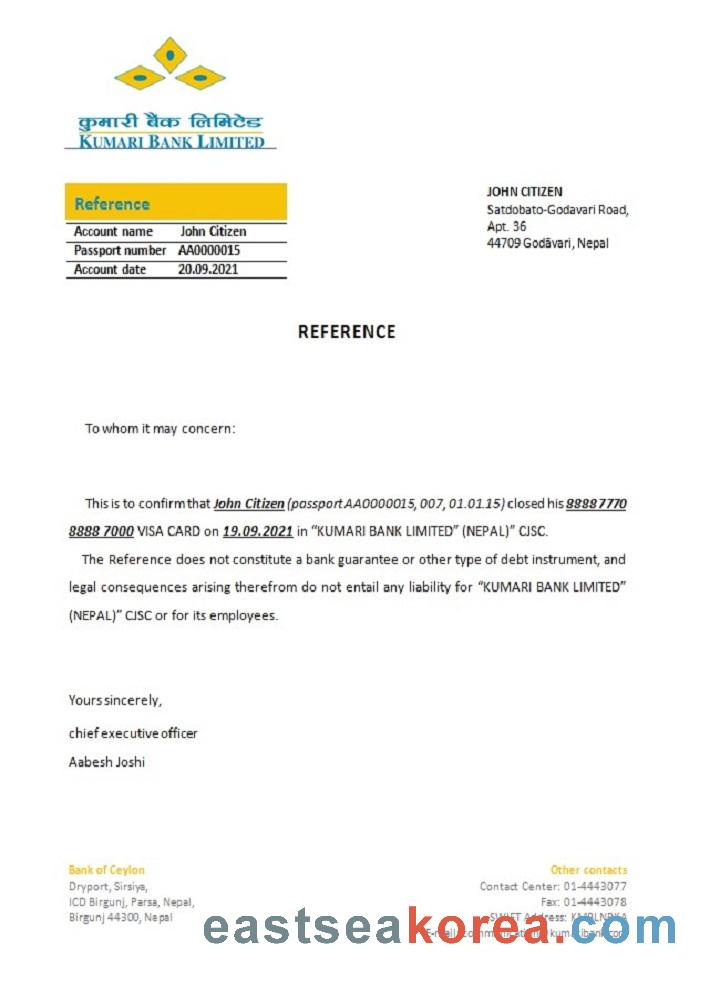 कुमारी बैंक लिमिटेड
KUMARI BANK LIMITED
Reference
Account name John Citizen
Passport number AA0000015
Account date 20.09.2021
JOHN CITIZEN
Satdobato-Godavari Road,
Apt. 36
44709 Godāvari, Nepal
REFERENCE
To whom it may concern:
This is to confirm that John Citizen (passport AA0000015, 007, 01.01.15) closed his 8888 7770
8888 7000 VISA CARD on 19.09.2021 in “KUMARI BANK LIMITED” (NEPAL)” CJSC.
The Reference does not constitute a bank guarantee or other type of debt instrument, and
legal consequences arising therefrom do not entail any liability for “KUMARI BANK LIMITED”
(NEPAL)” CJSC or for its employees.
Yours sincerely,
chief executive officer
Aabesh Joshi
Bank of Ceylon
Dryport, Sirsiya,
ICD Birgunj, Parsa, Nepal,
Birgunj 44300, Nepal
Other contacts
Contact Center: 01-4443077
Fax: 01-4443078
SWIFT Address:
eastseakorea.com